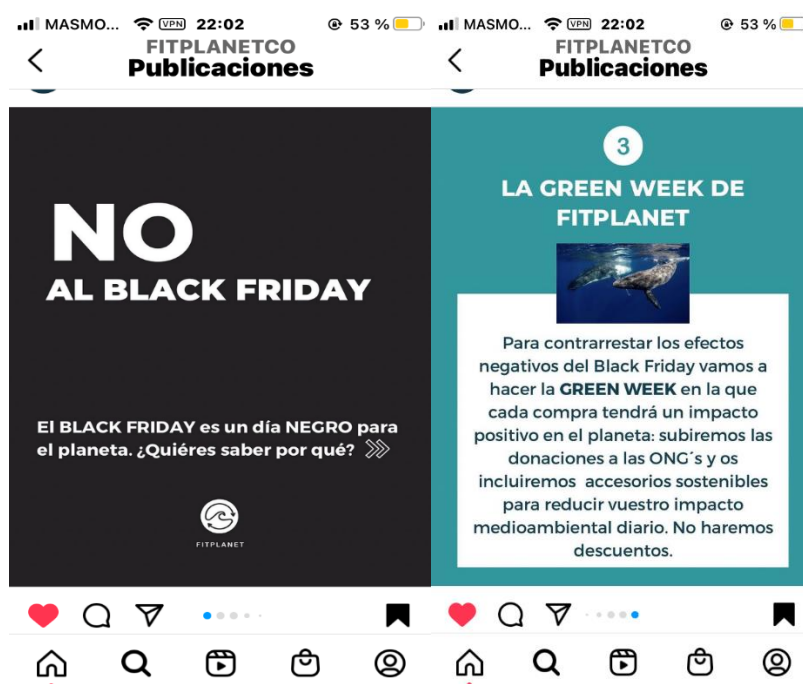 MASMO... VPN 22:02 53 %
FITPLANETCO
Publicaciones
NO
AL BLACK FRIDAY
El BLACK FRIDAY es un día NEGRO para
el planeta. ¿Quiéres saber por qué?
FITPLANET
MASMO... VPN 22:02 53 %
FITPLANETCO
Publicaciones
3
LA GREEN WEEK DE
FITPLANET
Para contrarrestar los efectos
negativos del Black Friday vamos a
hacer la GREEN WEEK en la que
cada compra tendrá un impacto
positivo en el planeta: subiremos las
donaciones a las ONG´s y os
incluiremos accesorios sostenibles
para reducir vuestro impacto
medioambiental diario. No haremos
descuentos.